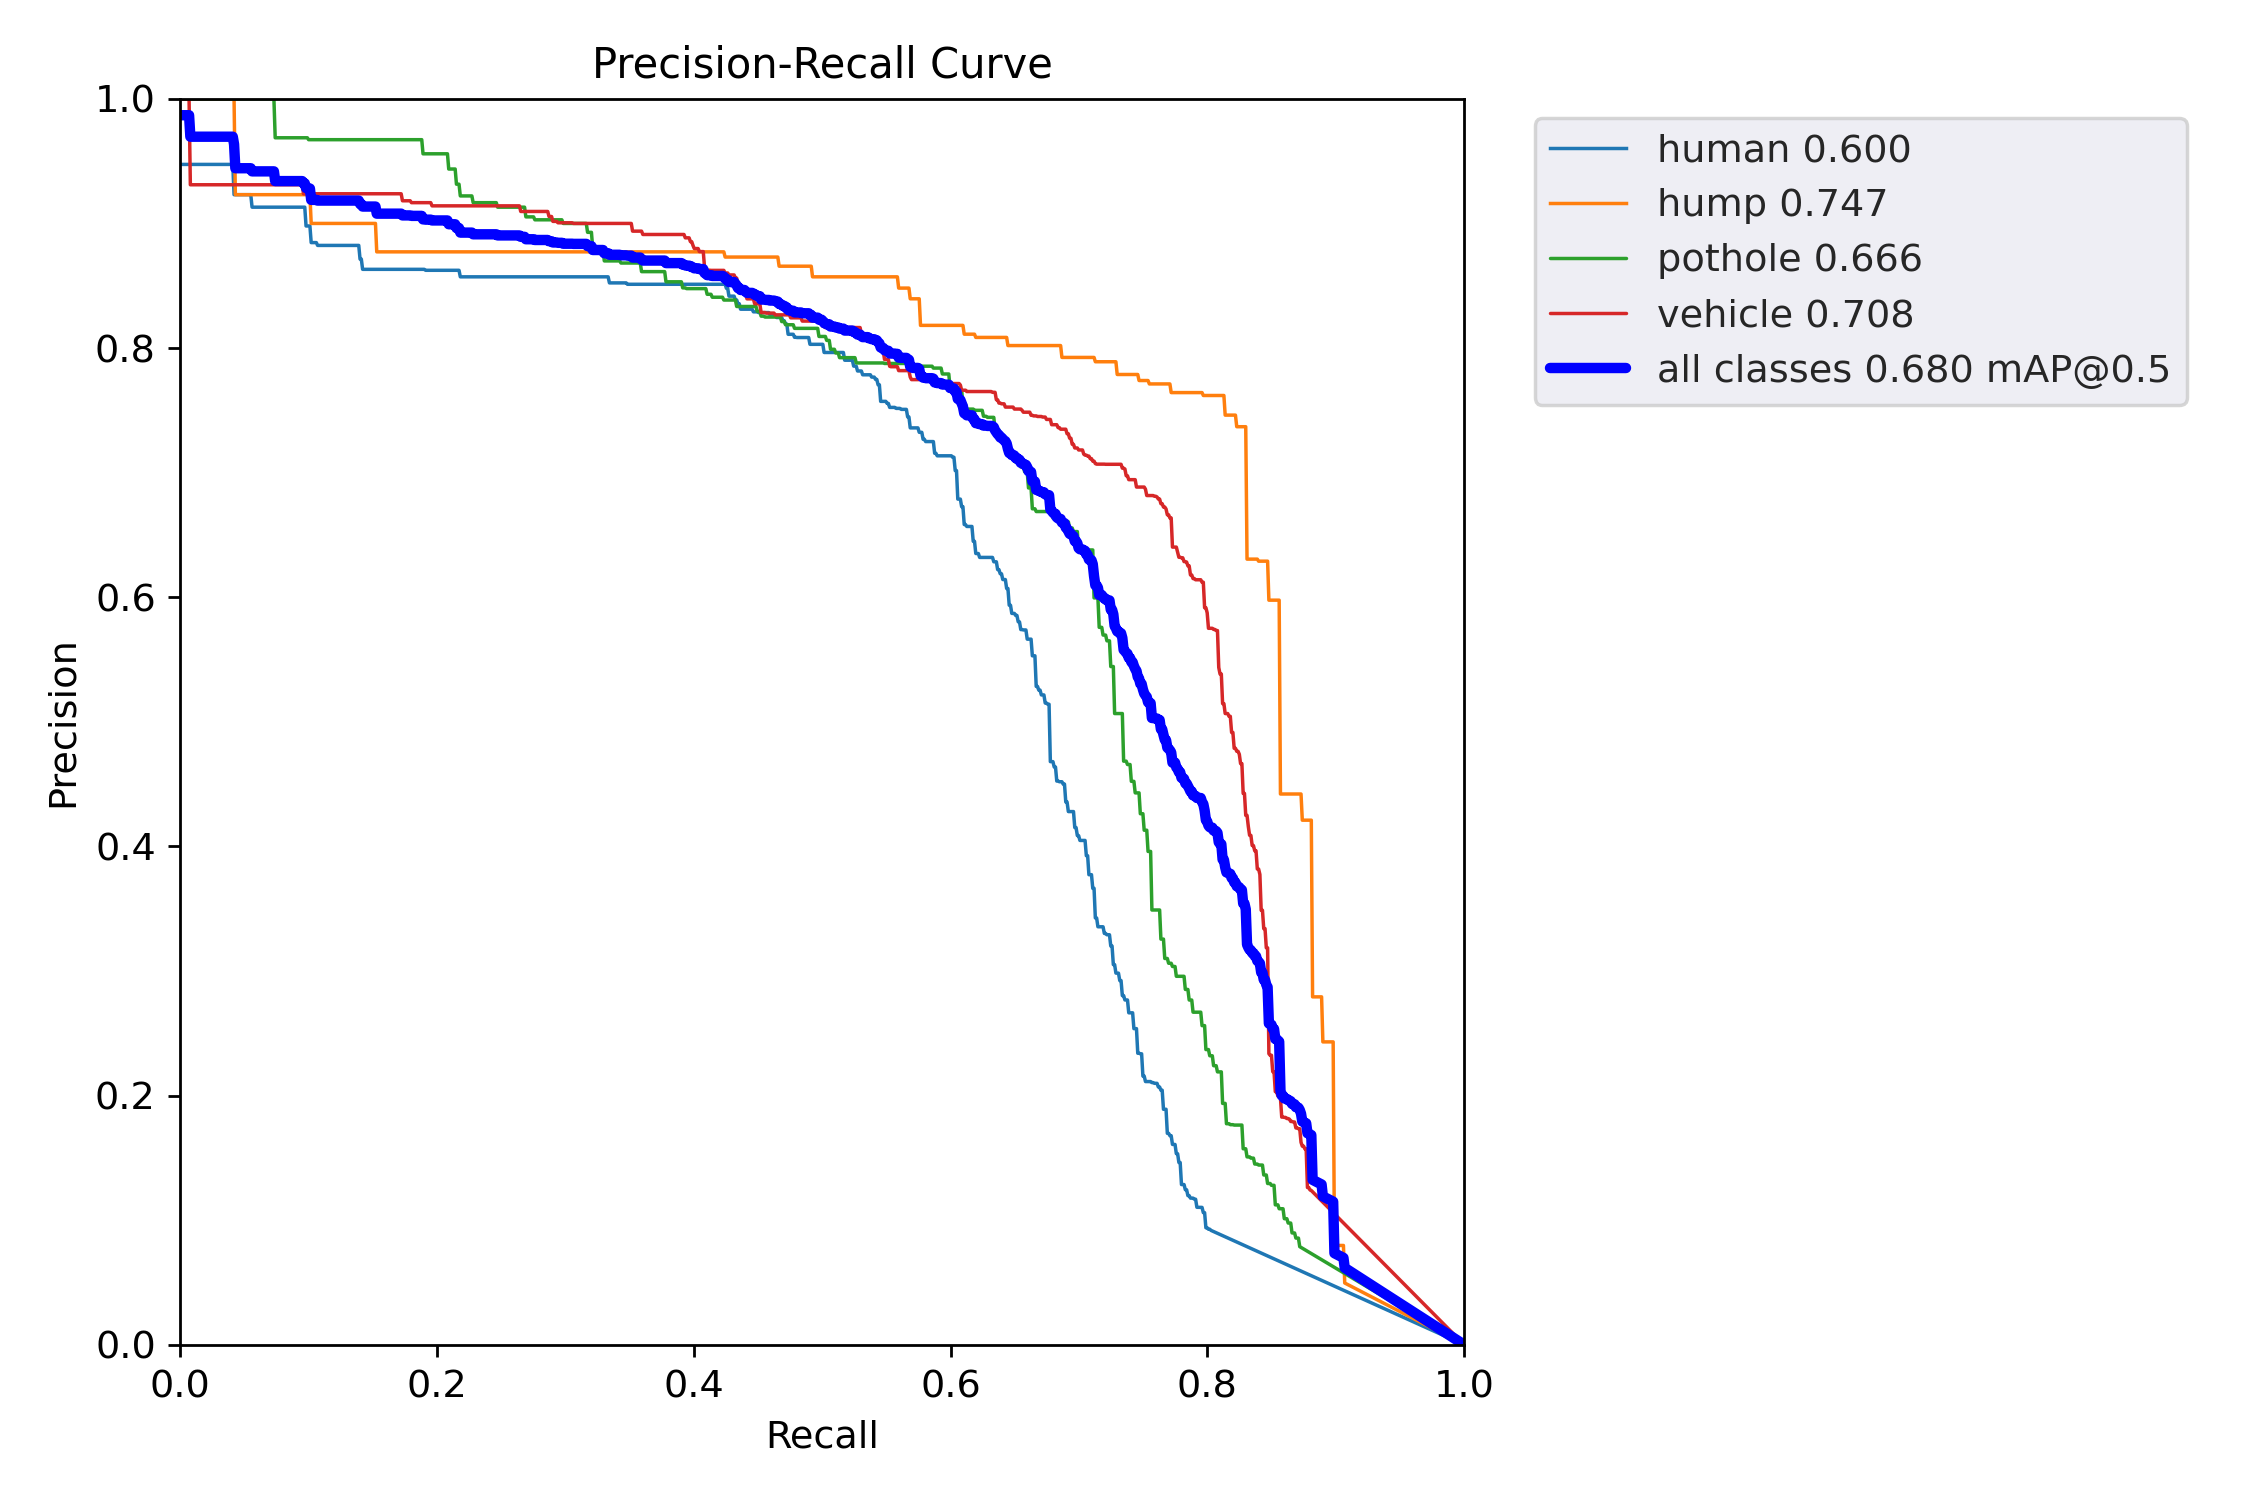 Precision-Recall Curve
1.0
0.8
0.6
0.4
0.2
0.0
Precision
0.0 0.2 0.4 0.6 0.8 1.0
Recall
human 0.600
hump 0.747
pothole 0.666
vehicle 0.708
all classes 0.680 mAP@0.5